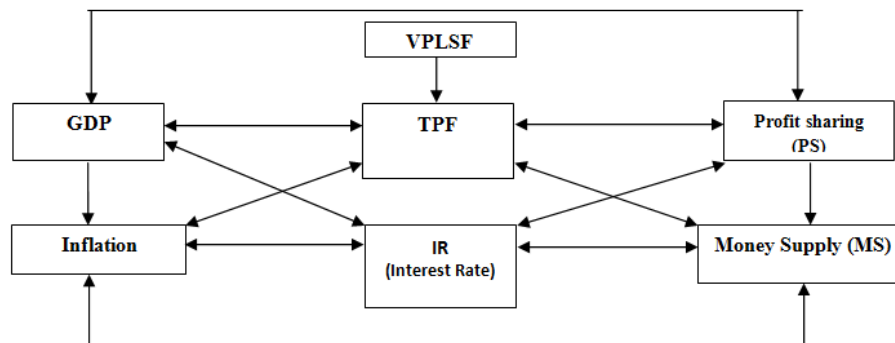 VPLSF
GDP
TPF
Profit sharing
(PS)
Inflation
IR
(Interest Rate)
Money Supply (MS)